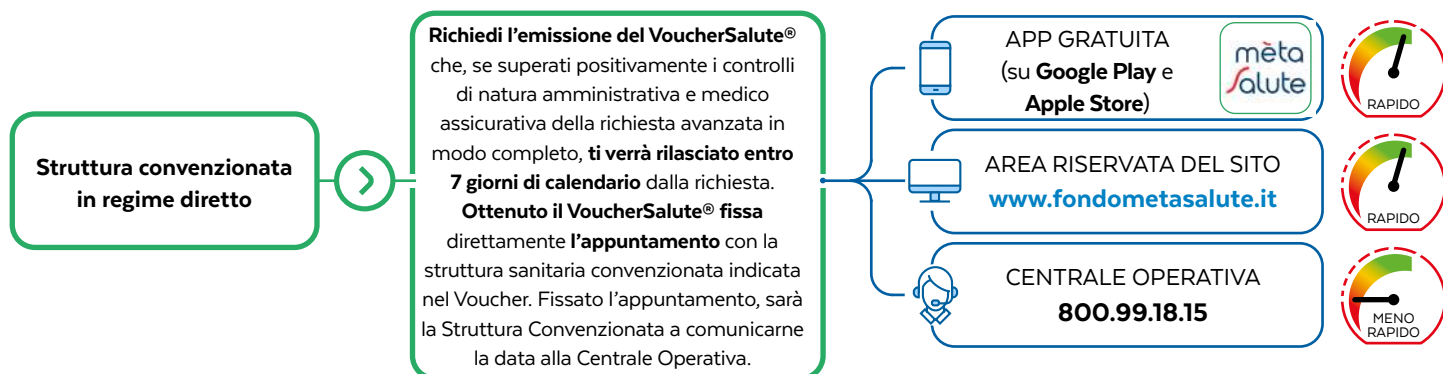 Struttura convenzionata
in regime diretto
Richiedi l’emissione del VoucherSalute®
che, se superati positivamente i controlli
di natura amministrativa e medico
assicurativa della richiesta avanzata in
modo completo, ti verrà rilasciato entro
7 giorni di calendario dalla richiesta.
Ottenuto il VoucherSalute® fissa
direttamente l’appuntamento con la
struttura sanitaria convenzionata indicata
nel Voucher. Fissato l’appuntamento, sarà
la Struttura Convenzionata a comunicarne
la data alla Centrale Operativa.
APP GRATUITA
(su Google Play e
Apple Store)
mèta
Salute
RAPIDO
AREA RISERVATA DEL SITO
www.fondometasalute.it
RAPIDO
CENTRALE OPERATIVA
800.99.18.15
MENO
RAPIDO